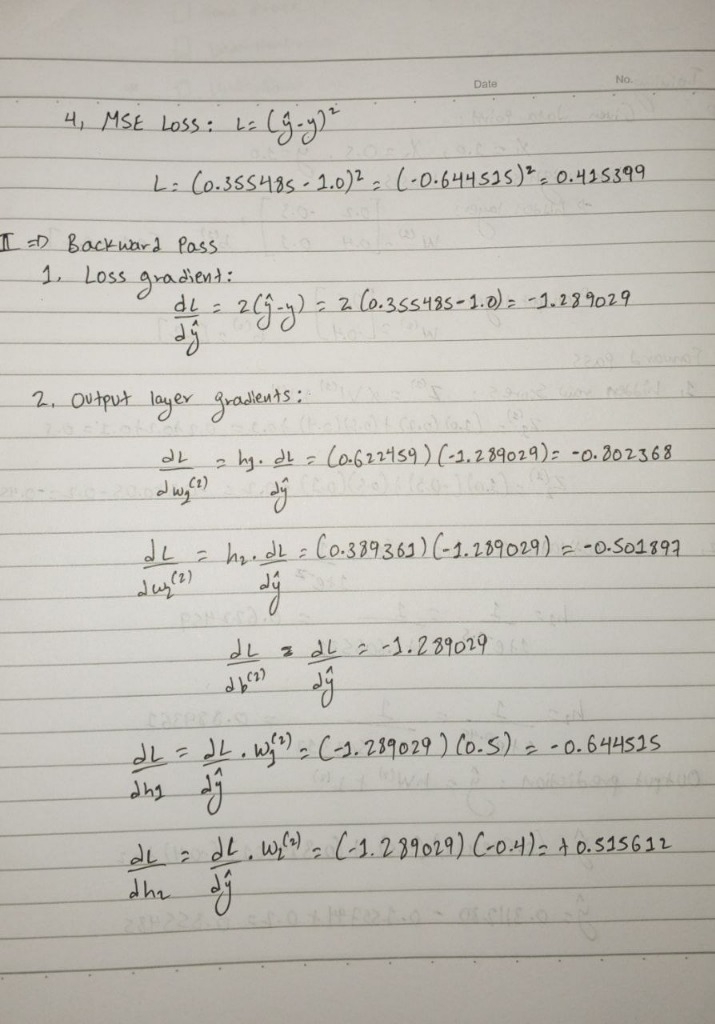 Date No.
4, MSE Loss: L= (ŷ-y)²
L= (0.355485 - 1.0)² = (-0.644515)² = 0.415399
II ⇒ Backward Pass
1. Loss gradient:
dL/dŷ = 2(ŷ-y) = 2 (0.355485-1.0) = -1.289029
2. Output layer gradients:
dL/dw₁⁽²⁾ = h₁. dL/dŷ = (0.622459) (-1.289029) = -0.802368
dL/dw₂⁽²⁾ = h₂. dL/dŷ = (0.389361) (-1.289029) = -0.501897
dL/db⁽²⁾ = dL/dŷ = -1.289029
dL/dh1 = dL/dŷ . W₁⁽²⁾ = (-1.289029) (0.5) = -0.644515
dL/dh₂ = dL/dŷ . W₂⁽²⁾ = (-1.289029) (-0.4) = +0.515612